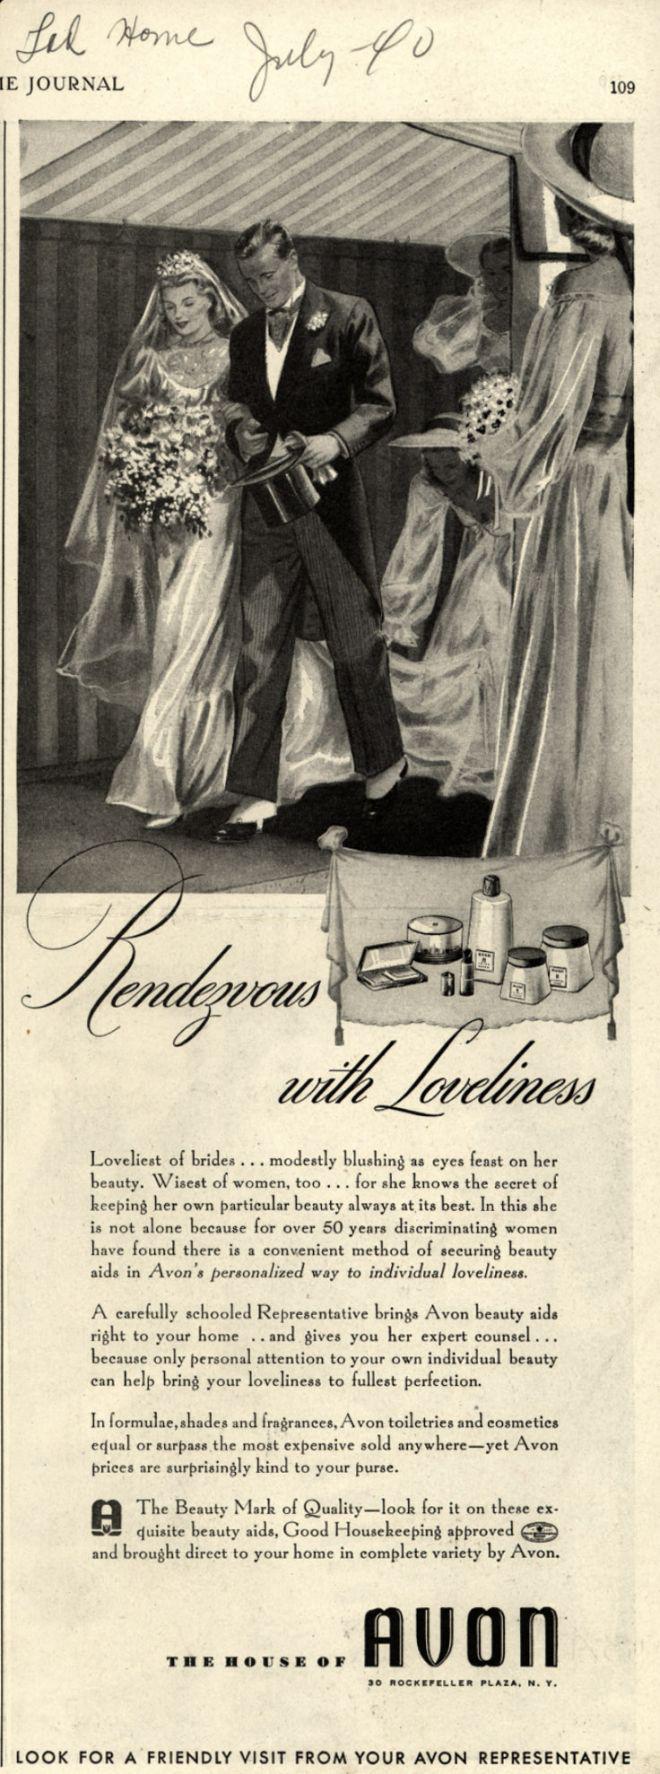 Lad Home July 40
IE JOURNAL
109
Rendezvous
with Loveliness
Loveliest of brides . . . modestly blushing as eyes feast on her
beauty. Wisest of women, too . . . for she knows the secret of
keeping her own particular beauty always at its best. In this she
is not alone because for over 50 years discriminating women
have found there is a convenient method of securing beauty
aids in Avon's personalized way to individual loveliness.
A carefully schooled Representative brings Avon beauty aids
right to your home . . and gives you her expert counsel . . .
because only personal attention to your own individual beauty
can help bring your loveliness to fullest perfection.
In formulae, shades and fragrances, Avon toiletries and cosmetics
equal or surpass the most expensive sold anywhere—yet Avon
prices are surprisingly kind to your purse.
A The Beauty Mark of Quality—look for it on these ex-
quisite beauty aids, Good Housekeeping approved
and brought direct to your home in complete variety by Avon.
THE HOUSE OF AVON
30 ROCKEFELLER PLAZA, N. Y.
LOOK FOR A FRIENDLY VISIT FROM YOUR AVON REPRESENTATIVE